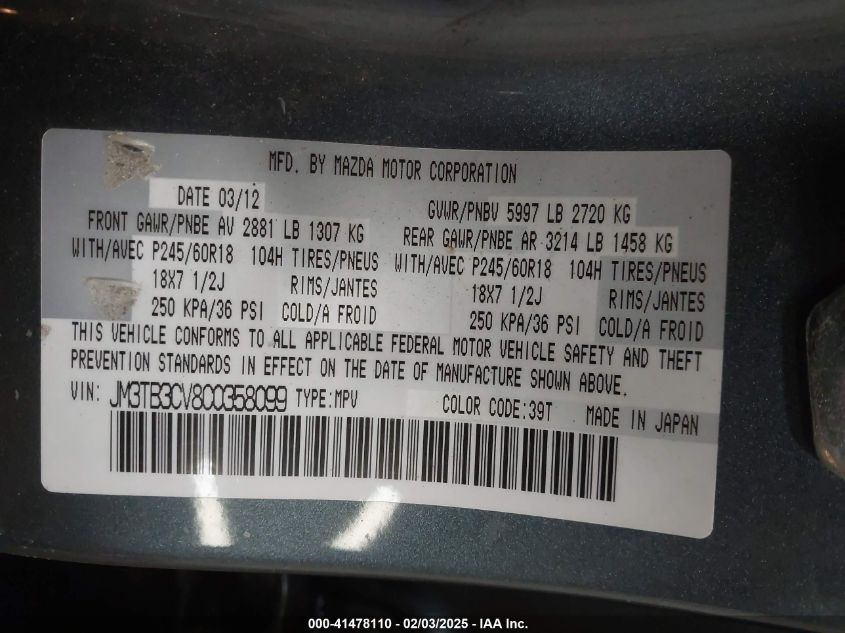 MFD. BY MAZDA MOTOR CORPORATION
DATE 03/12 GVWR/PNBV 5997 LB 2720 KG
FRONT GAWR/PNBE AV 2881 LB 1307 KG REAR GAWR/PNBE AR 3214 LB 1458 KG
WITH/AVEC P245/60R18 104H TIRES/PNEUS WITH/AVEC P245/60R18 104H TIRES/PNEUS
18X7 1/2J RIMS/JANTES 18X7 1/2J RIMS/JANTES
250 KPA/36 PSI COLD/A FROID 250 KPA/36 PSI COLD/A FROID
THIS VEHICLE CONFORMS TO ALL APPLICABLE FEDERAL MOTOR VEHICLE SAFETY AND THEFT
PREVENTION STANDARDS IN EFFECT ON THE DATE OF MANUFACTURE SHOWN ABOVE.
VIN: JM3TB3CV8C0358099 TYPE:MPV COLOR CODE:39T MADE IN JAPAN
000-41478110 - 02/03/2025 - IAA Inc.